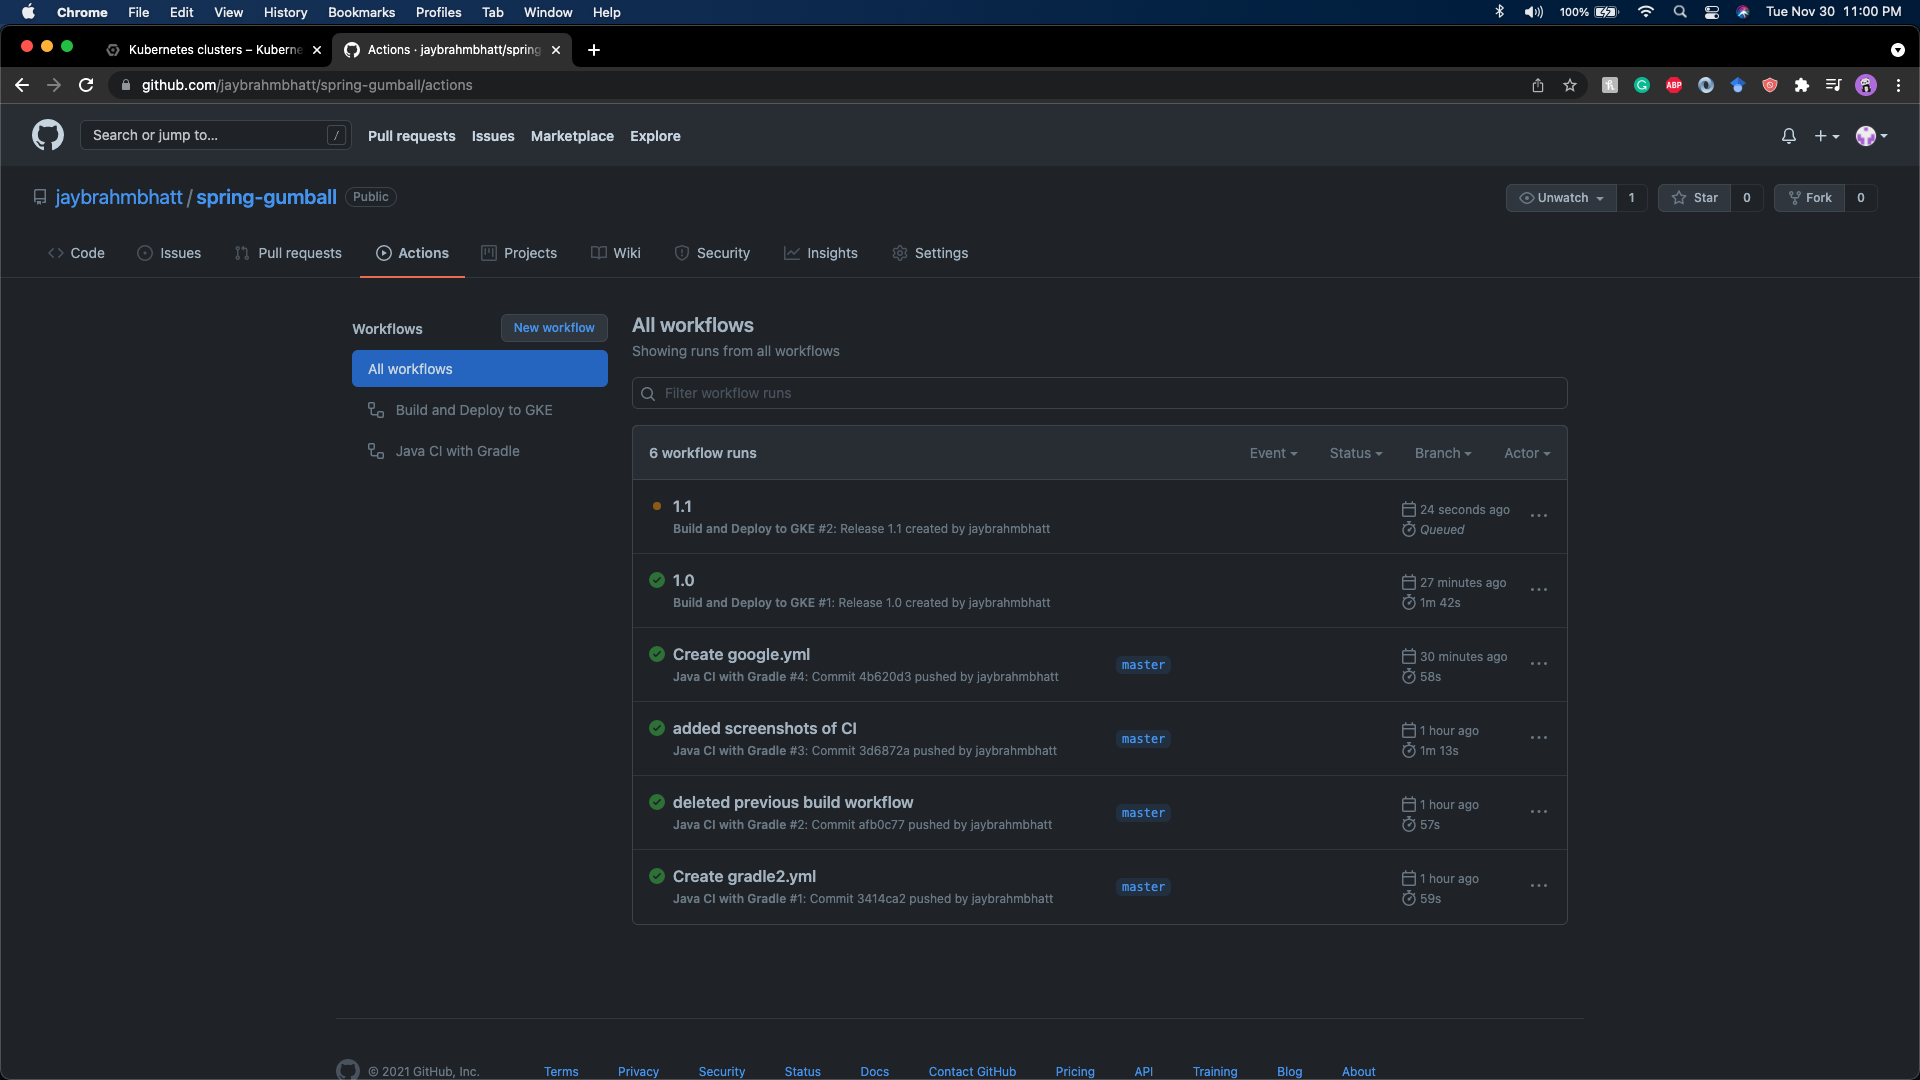 Chrome File Edit View History Bookmarks Profiles Tab Window Help 100% Tue Nov 30 11:00 PM
Kubernetes clusters – Kuberne Actions · jaybrahmbhatt/spring
github.com/jaybrahmbhatt/spring-gumball/actions ABP
Search or jump to... / Pull requests Issues Marketplace Explore
jaybrahmbhatt / spring-gumball Public Unwatch 1 Star 0 Fork 0
Code Issues Pull requests Actions Projects Wiki Security Insights Settings
Workflows New workflow
All workflows
Build and Deploy to GKE
Java CI with Gradle
All workflows
Showing runs from all workflows
Filter workflow runs
6 workflow runs Event Status Branch Actor
1.1 24 seconds ago
Build and Deploy to GKE #2: Release 1.1 created by jaybrahmbhatt Queued
1.0 27 minutes ago
Build and Deploy to GKE #1: Release 1.0 created by jaybrahmbhatt 1m 42s
Create google.yml master 30 minutes ago
Java CI with Gradle #4: Commit 4b620d3 pushed by jaybrahmbhatt 58s
added screenshots of CI master 1 hour ago
Java CI with Gradle #3: Commit 3d6872a pushed by jaybrahmbhatt 1m 13s
deleted previous build workflow master 1 hour ago
Java CI with Gradle #2: Commit afb0c77 pushed by jaybrahmbhatt 57s
Create gradle2.yml master 1 hour ago
Java CI with Gradle #1: Commit 3414ca2 pushed by jaybrahmbhatt 59s
© 2021 GitHub, Inc. Terms Privacy Security Status Docs Contact GitHub Pricing API Training Blog About